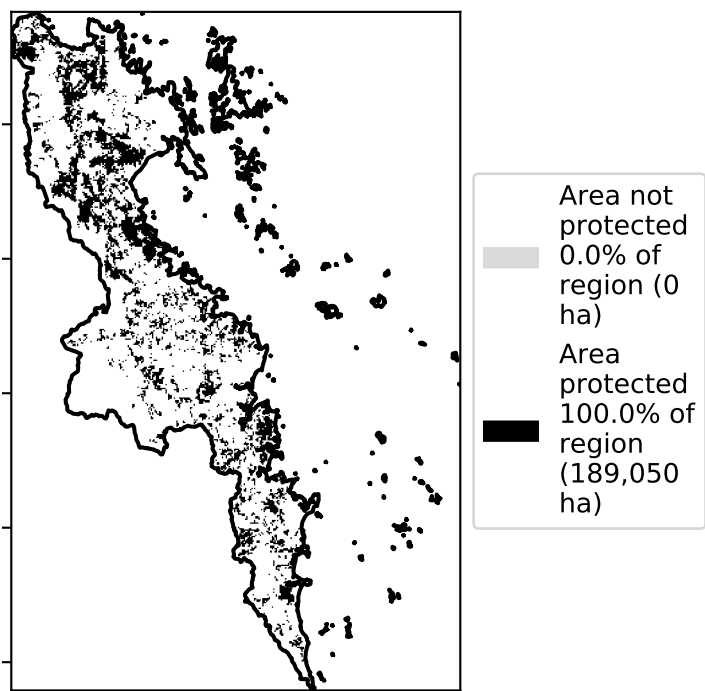 Area not
protected
0.0% of
region (0
ha)
Area
protected
100.0% of
region
(189,050
ha)